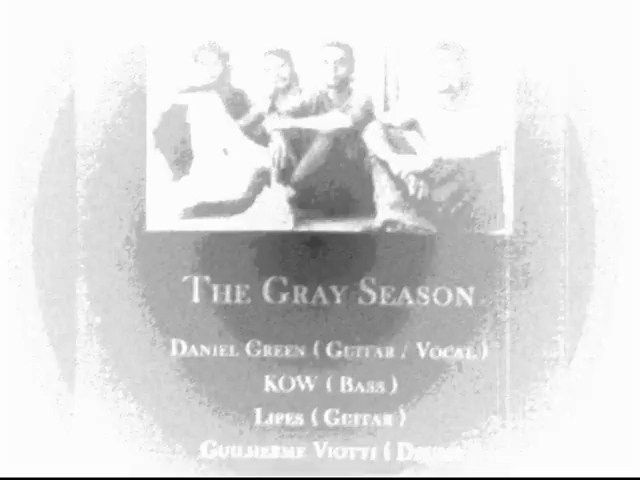 The Gray Season
Daniel Green ( Guitar / Vocal )
KOW ( Bass )
Lipes ( Guitar )
Guilherme Viotti (